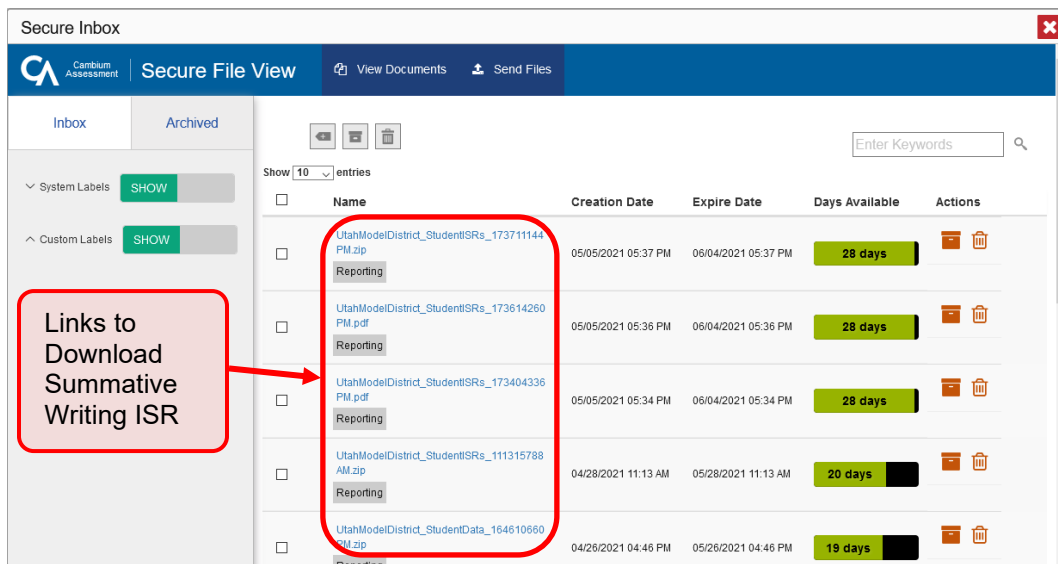 Secure Inbox
CA Cambium Assessment Secure File View View Documents Send Files
Inbox Archived
Enter Keywords
Show 10 entries
System Labels SHOW
Custom Labels SHOW
Name Creation Date Expire Date Days Available Actions
UtahModelDistrict_StudentISRs_173711144
PM.zip
05/05/2021 05:37 PM 06/04/2021 05:37 PM 28 days
Reporting
UtahModelDistrict_StudentISRs_173614260
PM.pdf
05/05/2021 05:36 PM 06/04/2021 05:36 PM 28 days
Reporting
UtahModelDistrict_StudentISRs_173404336
PM.pdf
05/05/2021 05:34 PM 06/04/2021 05:34 PM 28 days
Reporting
UtahModelDistrict_StudentISRs_111315788
AM.zip
04/28/2021 11:13 AM 05/28/2021 11:13 AM 20 days
Reporting
UtahModelDistrict_StudentData_164610660
PM.zip
04/26/2021 04:46 PM 05/26/2021 04:46 PM 19 days
Reporting
Links to
Download
Summative
Writing ISR